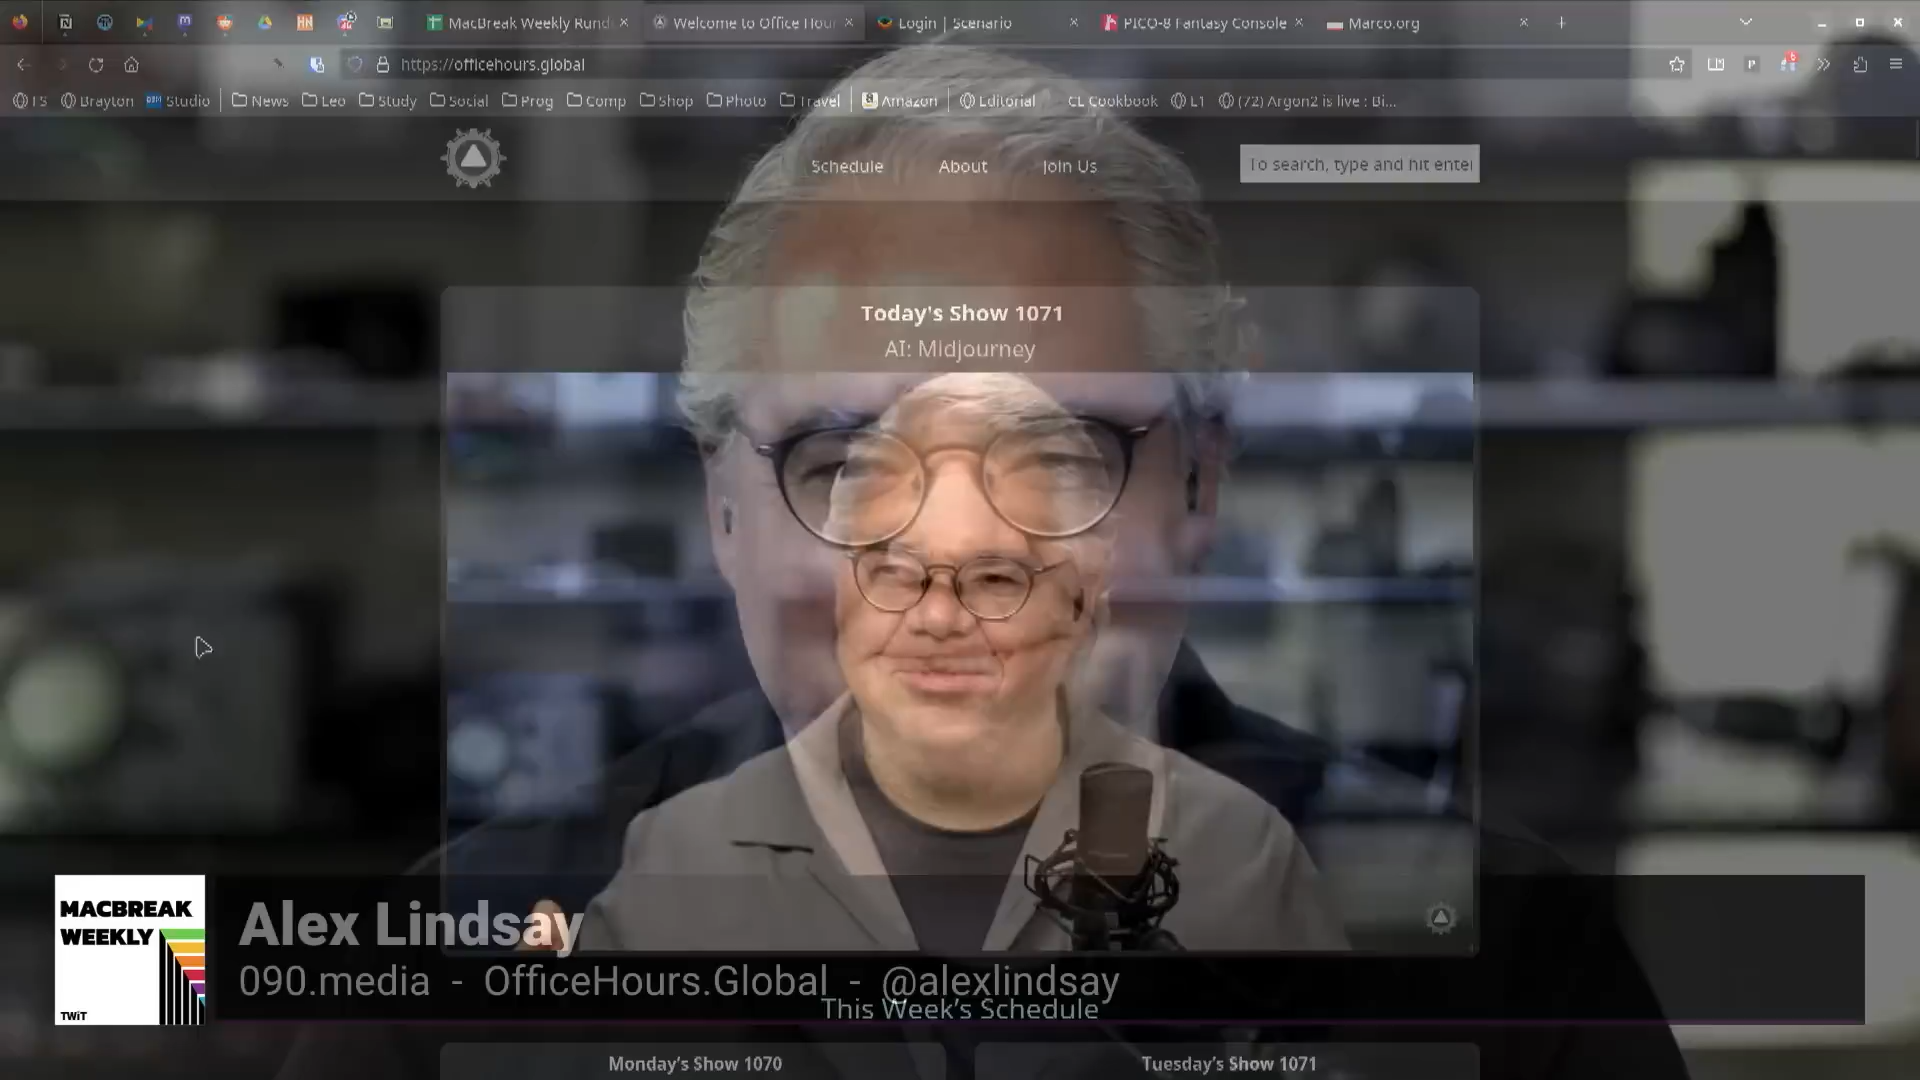 MacBreak Weekly Rund
Welcome to Office Hour
Login | Scenario
PICO-8 Fantasy Console
Marco.org
https://officehours.global
Brayton
Studio
News
Leo
Study
Social
Prog
Comp
Shop
Photo
Travel
Amazon
Editorial
CL Cookbook
L1
(72) Argon2 is live : Bi...
Schedule
About
Join Us
To search, type and hit enter
Today's Show 1071
AI: Midjourney
MACBREAK
WEEKLY
TWiT
Alex Lindsay
090.media - OfficeHours.Global - @alexlindsay
This Week's Schedule
Monday's Show 1070
Tuesday's Show 1071